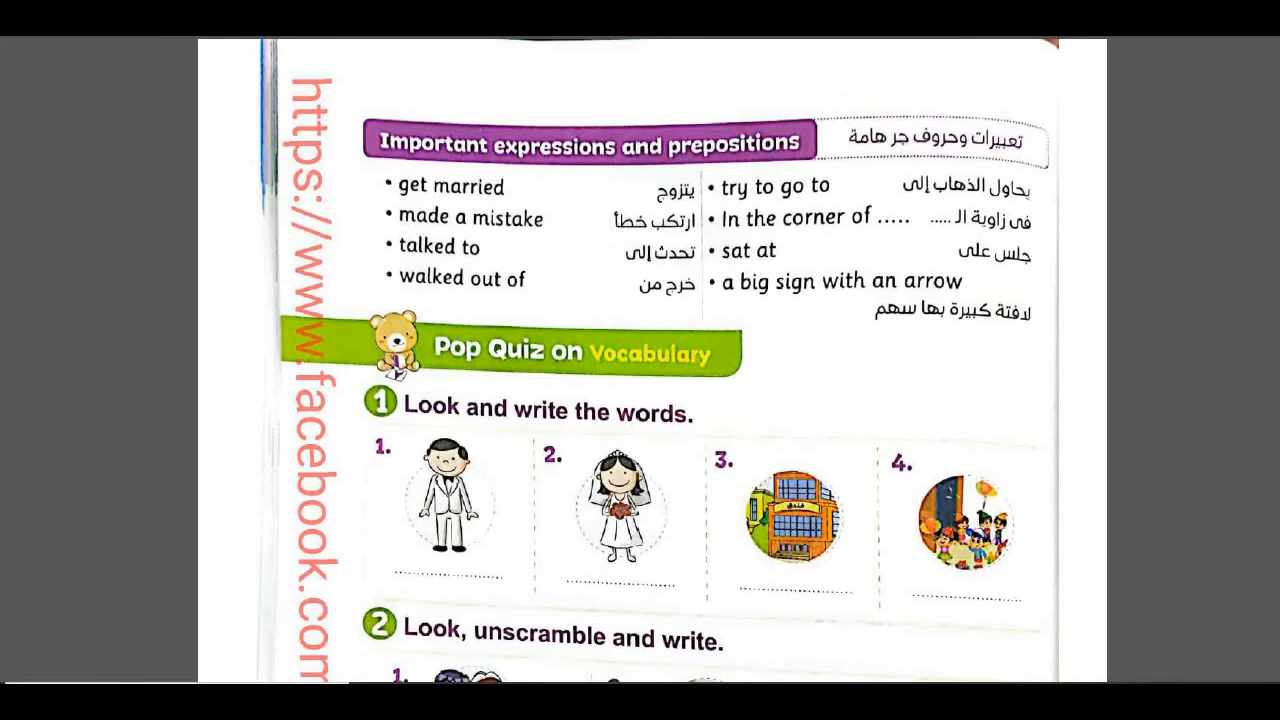 https://www.facebook.com
Important expressions and prepositions
تعبيرات وحروف جر هامة
• get married يتزوج
• made a mistake ارتكب خطأ
• talked to تحدث إلى
• walked out of خرج من
• try to go to يحاول الذهاب إلى
• In the corner of ..... فى زاوية الـ .....
• sat at جلس على
• a big sign with an arrow
لافتة كبيرة بها سهم
Pop Quiz on Vocabulary
1 Look and write the words.
1. 2. 3. 4.
فندق
2 Look, unscramble and write.
1.